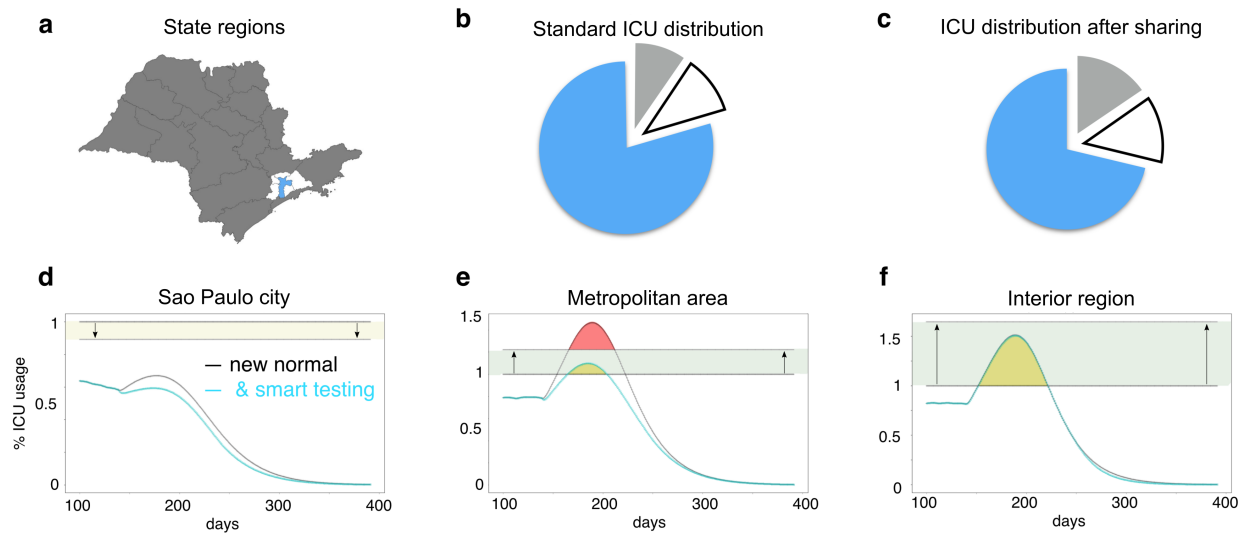 a
State regions
b
Standard ICU distribution
c
ICU distribution after sharing
d
Sao Paulo city
1
0.5
0
% ICU usage
new normal
& smart testing
100
200
300
400
days
e
Metropolitan area
1.5
1
0.5
0
100
200
300
400
days
f
Interior region
1.5
1
0.5
0
100
200
300
400
days